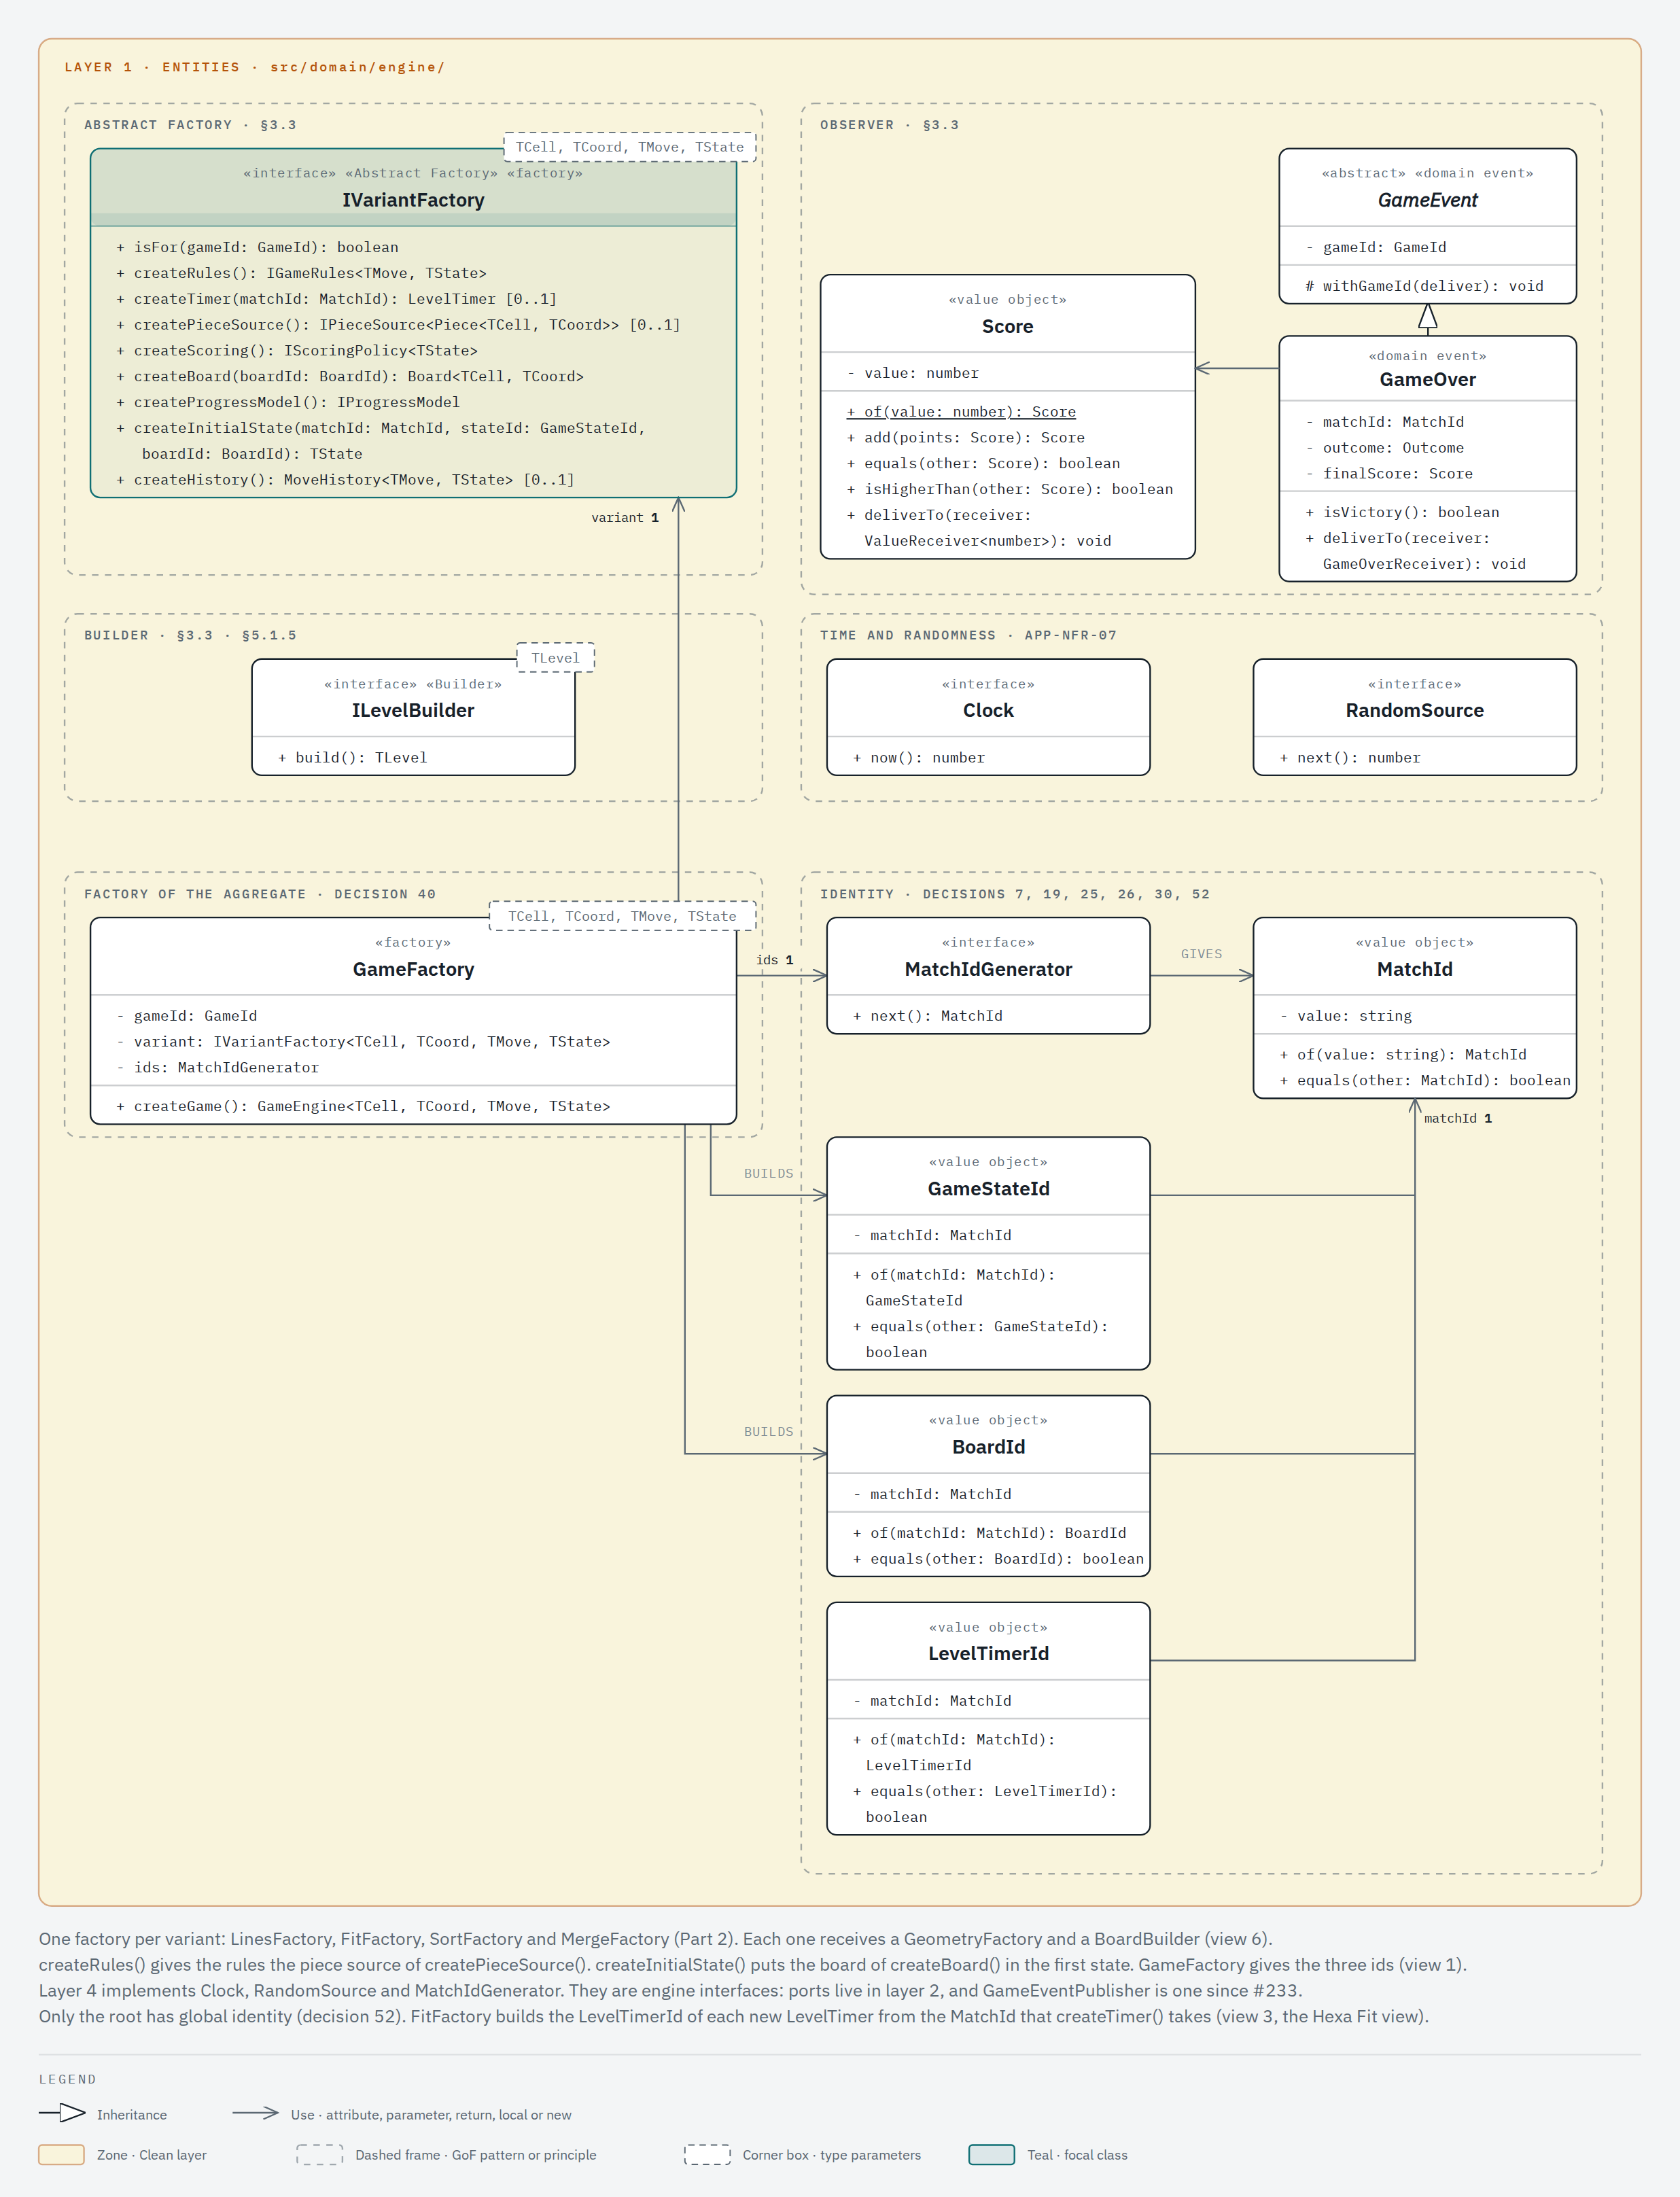 LAYER 1 · ENTITIES · src/domain/engine/
ABSTRACT FACTORY · §3.3
TCell, TCoord, TMove, TState
«interface» «Abstract Factory» «factory»
IVariantFactory
+ isFor(gameId: GameId): boolean
+ createRules(): IGameRules<TMove, TState>
+ createTimer(matchId: MatchId): LevelTimer [0..1]
+ createPieceSource(): IPieceSource<Piece<TCell, TCoord>> [0..1]
+ createScoring(): IScoringPolicy<TState>
+ createBoard(boardId: BoardId): Board<TCell, TCoord>
+ createProgressModel(): IProgressModel
+ createInitialState(matchId: MatchId, stateId: GameStateId,
boardId: BoardId): TState
+ createHistory(): MoveHistory<TMove, TState> [0..1]
variant 1
OBSERVER · §3.3
«abstract» «domain event»
GameEvent
- gameId: GameId
# withGameId(deliver): void
«value object»
Score
- value: number
+ of(value: number): Score
+ add(points: Score): Score
+ equals(other: Score): boolean
+ isHigherThan(other: Score): boolean
+ deliverTo(receiver:
ValueReceiver<number>): void
«domain event»
GameOver
- matchId: MatchId
- outcome: Outcome
- finalScore: Score
+ isVictory(): boolean
+ deliverTo(receiver:
GameOverReceiver): void
BUILDER · §3.3 · §5.1.5
TLevel
«interface» «Builder»
ILevelBuilder
+ build(): TLevel
TIME AND RANDOMNESS · APP-NFR-07
«interface»
Clock
+ now(): number
«interface»
RandomSource
+ next(): number
FACTORY OF THE AGGREGATE · DECISION 40
TCell, TCoord, TMove, TState
«factory»
GameFactory
- gameId: GameId
- variant: IVariantFactory<TCell, TCoord, TMove, TState>
- ids: MatchIdGenerator
+ createGame(): GameEngine<TCell, TCoord, TMove, TState>
ids 1
IDENTITY · DECISIONS 7, 19, 25, 26, 30, 52
«interface»
MatchIdGenerator
+ next(): MatchId
GIVES
«value object»
MatchId
- value: string
+ of(value: string): MatchId
+ equals(other: MatchId): boolean
matchId 1
BUILDS
«value object»
GameStateId
- matchId: MatchId
+ of(matchId: MatchId):
GameStateId
+ equals(other: GameStateId):
boolean
BUILDS
«value object»
BoardId
- matchId: MatchId
+ of(matchId: MatchId): BoardId
+ equals(other: BoardId): boolean
«value object»
LevelTimerId
- matchId: MatchId
+ of(matchId: MatchId):
LevelTimerId
+ equals(other: LevelTimerId):
boolean
One factory per variant: LinesFactory, FitFactory, SortFactory and MergeFactory (Part 2). Each one receives a GeometryFactory and a BoardBuilder (view 6).
createRules() gives the rules the piece source of createPieceSource(). createInitialState() puts the board of createBoard() in the first state. GameFactory gives the three ids (view 1).
Layer 4 implements Clock, RandomSource and MatchIdGenerator. They are engine interfaces: ports live in layer 2, and GameEventPublisher is one since #233.
Only the root has global identity (decision 52). FitFactory builds the LevelTimerId of each new LevelTimer from the MatchId that createTimer() takes (view 3, the Hexa Fit view).
LEGEND
Inheritance
Use · attribute, parameter, return, local or new
Zone · Clean layer
Dashed frame · GoF pattern or principle
Corner box · type parameters
Teal · focal class